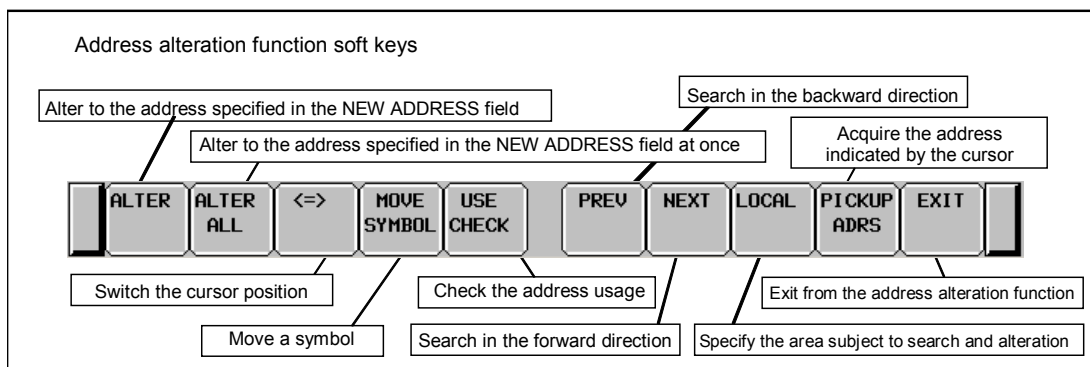 Address alteration function soft keys
Alter to the address specified in the NEW ADDRESS field
Search in the backward direction
Alter to the address specified in the NEW ADDRESS field at once
Acquire the address
indicated by the cursor
ALTER
ALTER
ALL
<=>
MOVE
SYMBOL
USE
CHECK
PREV
NEXT
LOCAL
PICKUP
ADRS
EXIT
Switch the cursor position
Check the address usage
Exit from the address alteration function
Move a symbol
Search in the forward direction
Specify the area subject to search and alteration